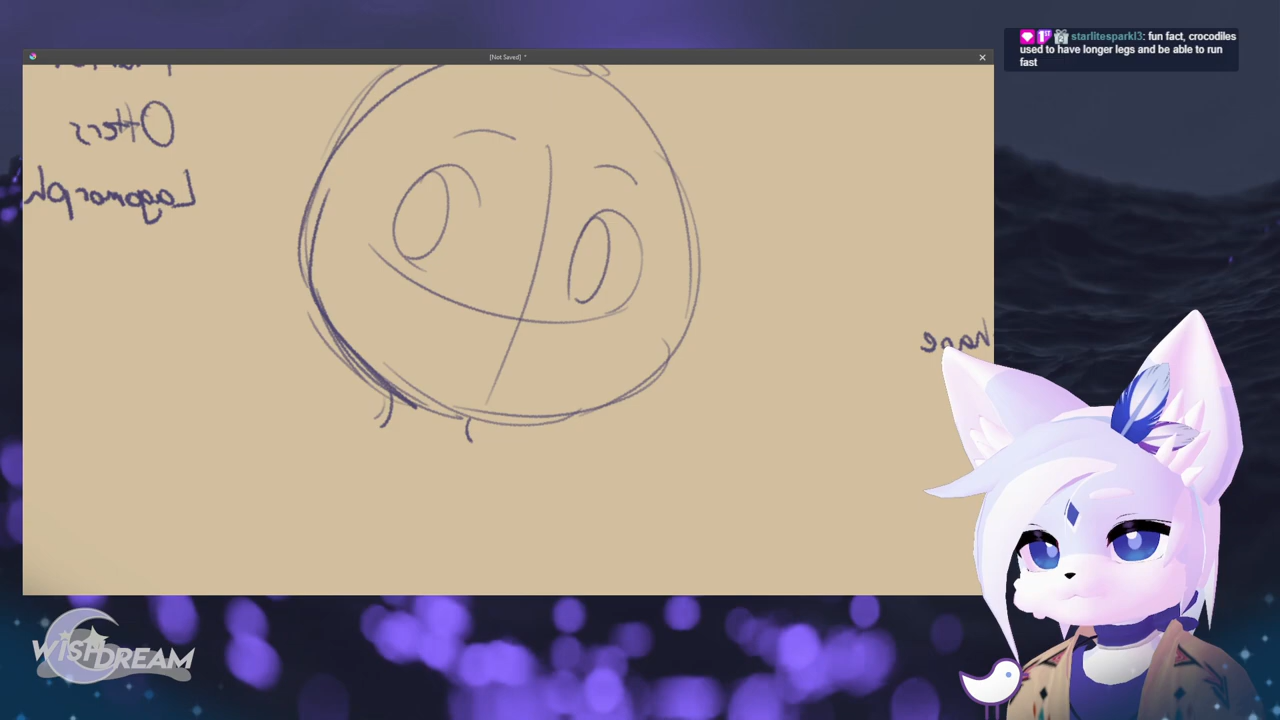 [Not Saved] *
starlitesparkl3: fun fact, crocodiles
used to have longer legs and be able to run
fast
Otters
Lagomorph
WISHDREAM